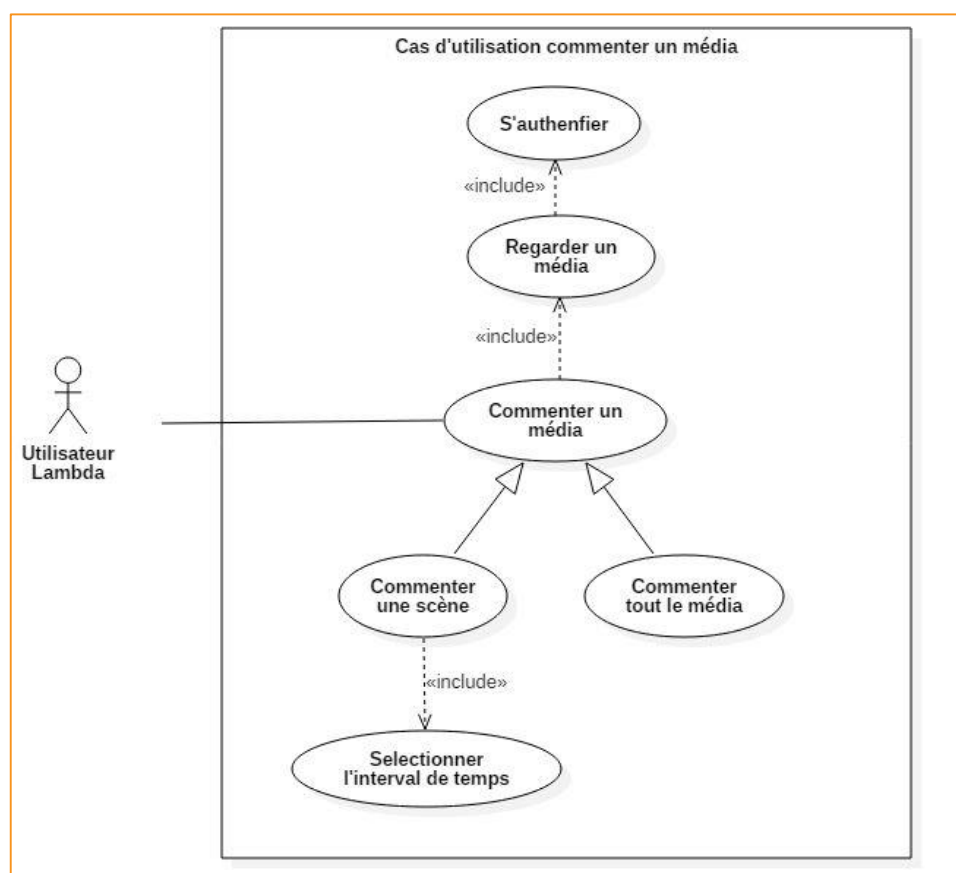 Cas d'utilisation commenter un média
S'authenfier
«include»
Regarder un
média
«include»
Commenter un
média
Utilisateur
Lambda
Commenter
une scène
Commenter
tout le média
«include»
Selectionner
l'interval de temps